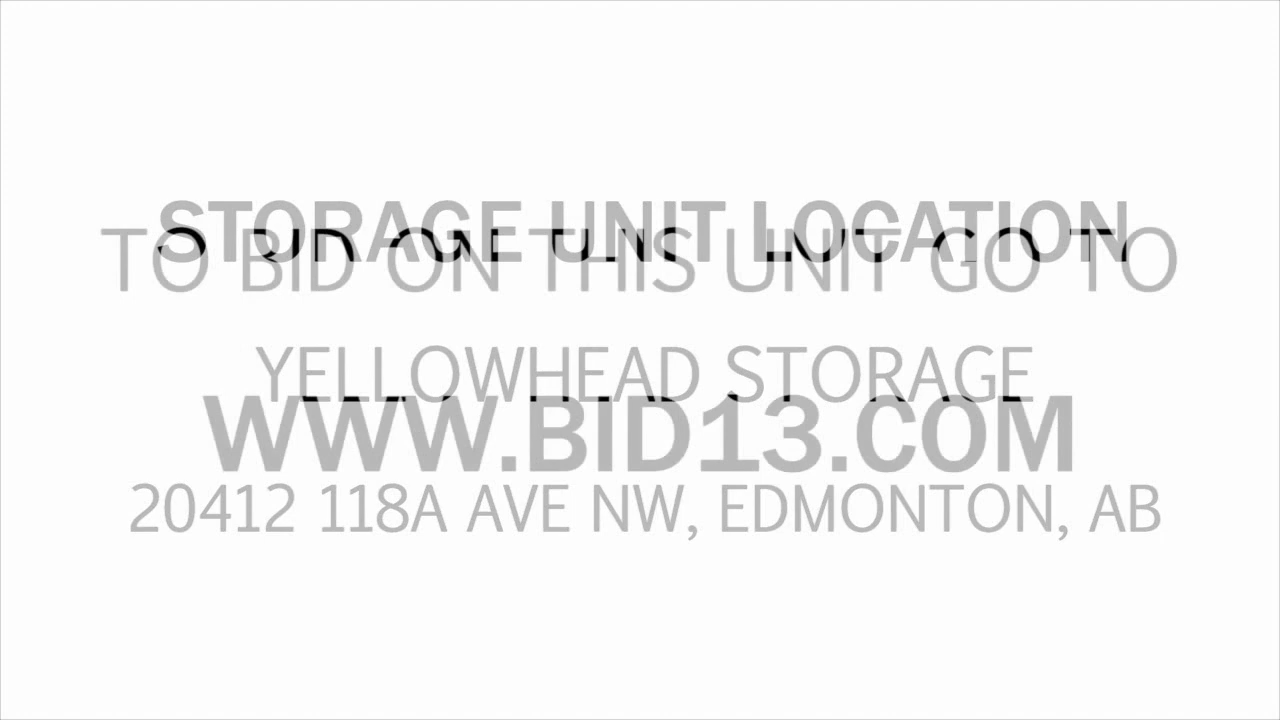 STORAGE UNIT LOCATION
TO BID ON THIS UNIT GO TO
YELLOWHEAD STORAGE
WWW.BID13.COM
20412 118A AVE NW, EDMONTON, AB